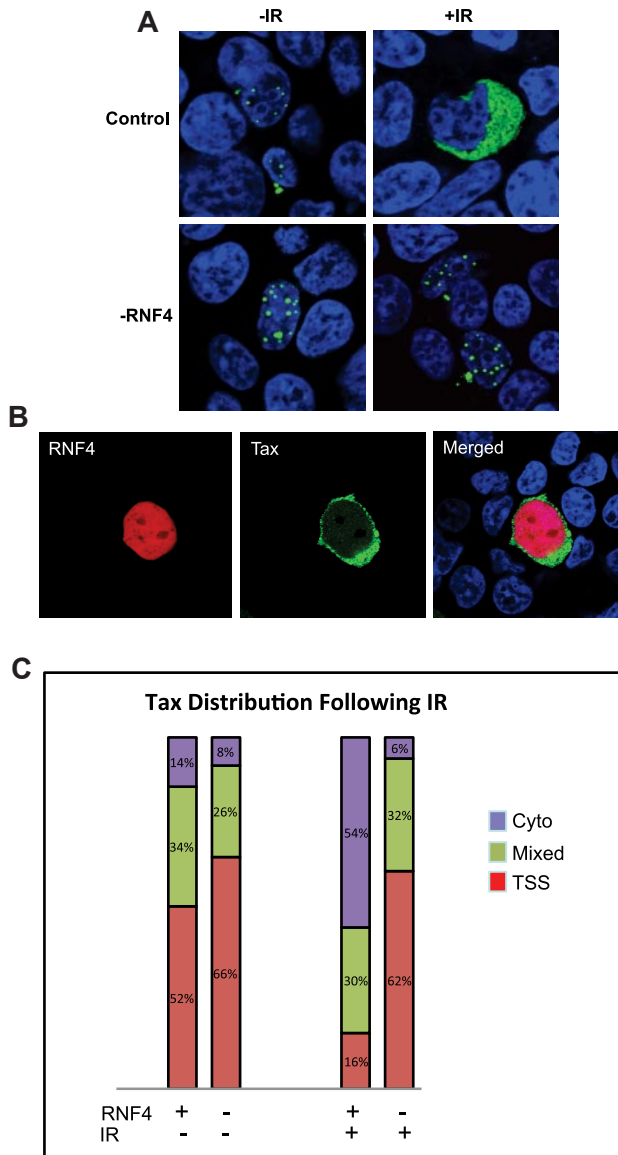 A
-IR +IR
Control
-RNF4
B
RNF4 Tax Merged
C
Tax Distribution Following IR
14% 8% 54% 6%
34% 26% 30% 32%
52% 66% 16% 62%
Cyto
Mixed
TSS
RNF4 + - + -
IR - - + +